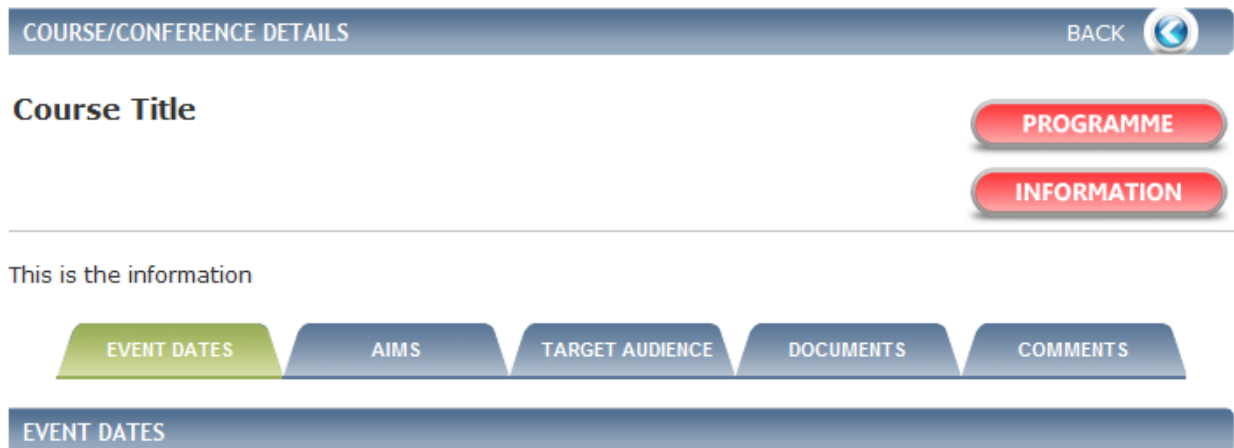 COURSE/CONFERENCE DETAILS BACK
Course Title
PROGRAMME
INFORMATION
This is the information
EVENT DATES AIMS TARGET AUDIENCE DOCUMENTS COMMENTS
EVENT DATES